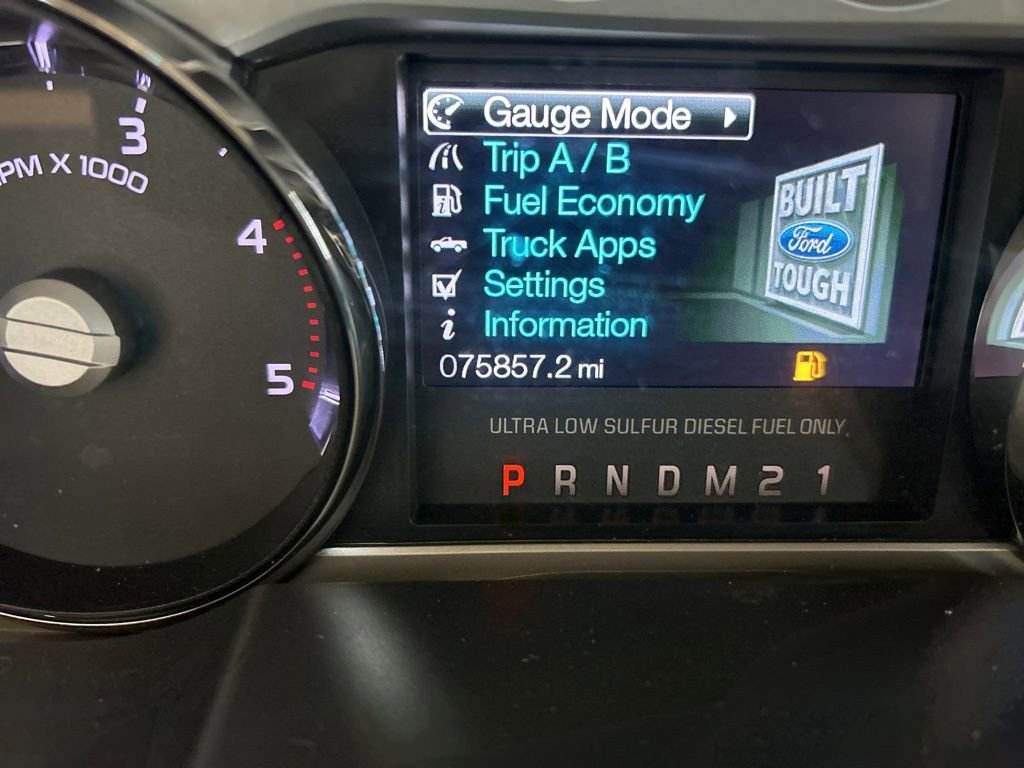 3
PM X 1000
4
5
Gauge Mode
Trip A / B
Fuel Economy
Truck Apps
Settings
Information
075857.2 mi
BUILT
Ford
TOUGH
ULTRA LOW SULFUR DIESEL FUEL ONLY
P R N D M 2 1